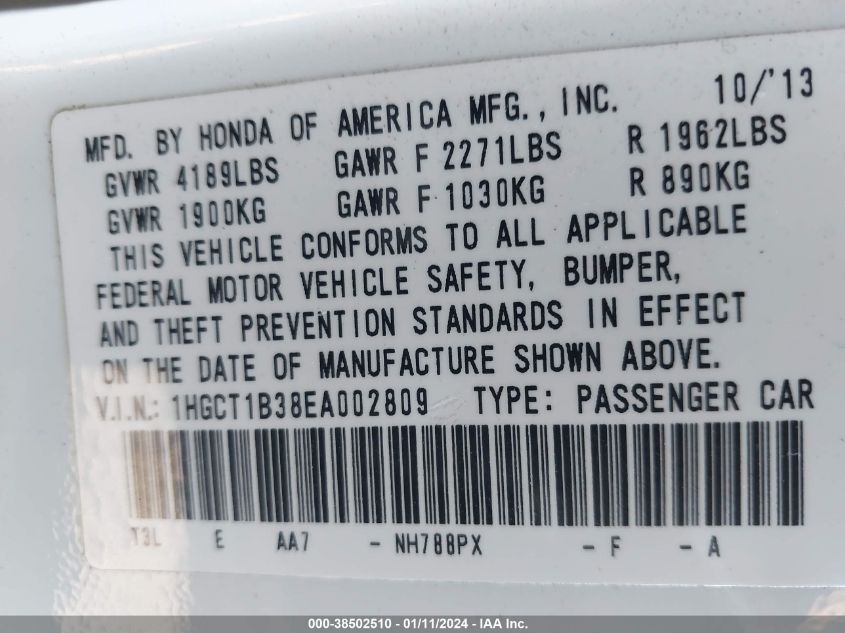 MFD. BY HONDA OF AMERICA MFG., INC. 10/'13
GVWR 4189LBS GAWR F 2271LBS R 1962LBS
GVWR 1900KG GAWR F 1030KG R 890KG
THIS VEHICLE CONFORMS TO ALL APPLICABLE
FEDERAL MOTOR VEHICLE SAFETY, BUMPER,
AND THEFT PREVENTION STANDARDS IN EFFECT
ON THE DATE OF MANUFACTURE SHOWN ABOVE.
V.I.N.: 1HGCT1B38EA002809 TYPE: PASSENGER CAR
T3L E AA7 - NH788PX - F - A
000-38502510 - 01/11/2024 - IAA Inc.